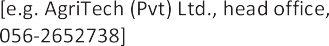 [e.g. AgriTech (Pvt) Ltd., head office,
056-2652738]